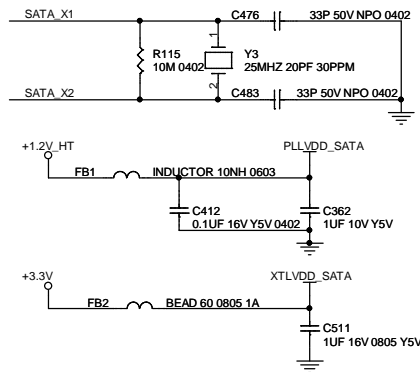 C476 33P 50V NPO 0402
SATA_X1
1
R115 Y3
10M 0402 25MHZ 20PF 30PPM
2
SATA_X2
C483 33P 50V NPO 0402
+1.2V_HT PLLVDD_SATA
FB1 INDUCTOR 10NH 0603
C412 C362
0.1UF 16V Y5V 0402 1UF 10V Y5V
+3.3V XTLVDD_SATA
FB2 BEAD 60 0805 1A
C511
1UF 16V 0805 Y5V